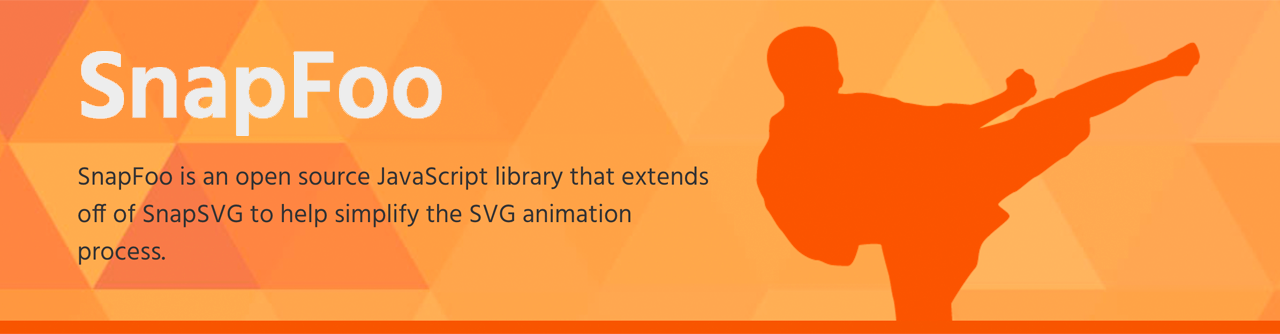 SnapFoo
SnapFoo is an open source JavaScript library that extends
off of SnapSVG to help simplify the SVG animation
process.